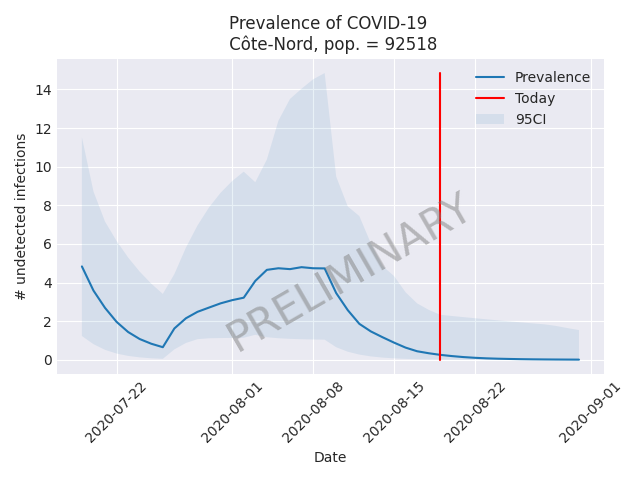 Prevalence of COVID-19
Côte-Nord, pop. = 92518
Prevalence
Today
95CI
# undetected infections
14
12
10
8
6
4
2
0
PRELIMINARY
2020-07-22
2020-08-01
2020-08-08
2020-08-15
2020-08-22
2020-09-01
Date